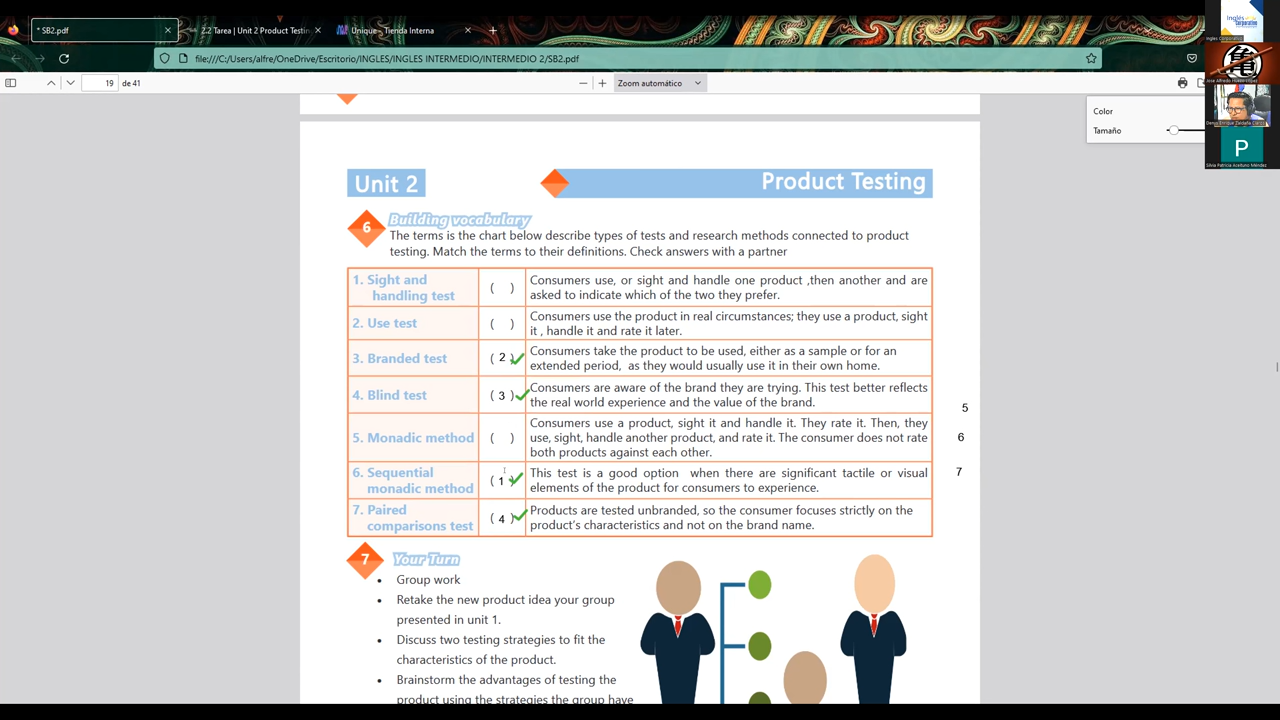 * SB2.pdf
2.2 Tarea | Unit 2 Product Testin
Unique - Tienda Interna
file:///C:/Users/alfre/OneDrive/Escritorio/INGLES/INGLES INTERMEDIO/INTERMEDIO 2/SB2.pdf
19 de 41
Zoom automático
Color
Tamaño
Inglés
Corporativo
Ingles Corporativo
P
Silvia Patricia Aceituno Méndez
Unit 2
Product Testing
6 Building vocabulary
The terms is the chart below describe types of tests and research methods connected to product
testing. Match the terms to their definitions. Check answers with a partner
1. Sight and
handling test
( )
Consumers use, or sight and handle one product ,then another and are
asked to indicate which of the two they prefer.
2. Use test
( )
Consumers use the product in real circumstances; they use a product, sight
it , handle it and rate it later.
3. Branded test
( 2 )
Consumers take the product to be used, either as a sample or for an
extended period, as they would usually use it in their own home.
4. Blind test
( 3 )
Consumers are aware of the brand they are trying. This test better reflects
the real world experience and the value of the brand.
5
5. Monadic method
( )
Consumers use a product, sight it and handle it. They rate it. Then, they
use, sight, handle another product, and rate it. The consumer does not rate
both products against each other.
6
6. Sequential
monadic method
( 1 )
This test is a good option when there are significant tactile or visual
elements of the product for consumers to experience.
7
7. Paired
comparisons test
( 4 )
Products are tested unbranded, so the consumer focuses strictly on the
product's characteristics and not on the brand name.
7 Your Turn
• Group work
• Retake the new product idea your group
presented in unit 1.
• Discuss two testing strategies to fit the
characteristics of the product.
• Brainstorm the advantages of testing the
product using the strategies the group have